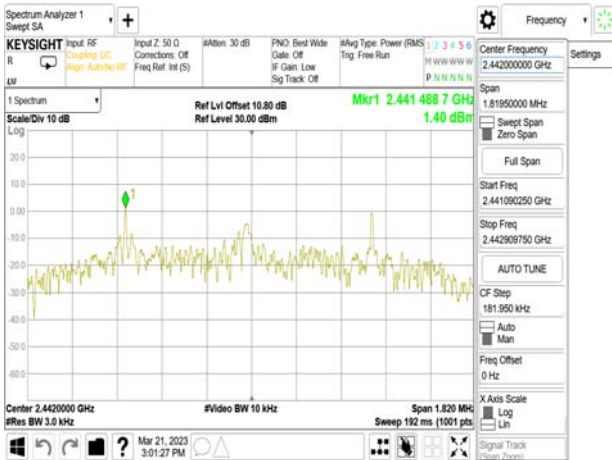 Spectrum Analyzer 1
Swept SA
+
Frequency
KEYSIGHT
R
Input: RF
Coupling: DC
Align: Auto/No RF
Input Z: 50 Ω
Corrections: Off
Freq Ref: Int (S)
#Atten: 30 dB
PNO: Best Wide
Gate: Off
IF Gain: Low
Sig Track: Off
#Avg Type: Power (RMS
Trig: Free Run
1 2 3 4 5 6
M W W W W W
P N N N N N
1 Spectrum
Scale/Div 10 dB
Log
Ref Lvl Offset 10.80 dB
Ref Level 30.00 dBm
Mkr1 2.441 488 7 GHz
1.40 dBm
20.0
10.0
0.00
-10.0
-20.0
-30.0
-40.0
-50.0
-60.0
1
Center 2.4420000 GHz
#Res BW 3.0 kHz
#Video BW 10 kHz
Span 1.820 MHz
Sweep 192 ms (1001 pts
Mar 21, 2023
3:01:27 PM
Center Frequency
2.442000000 GHz
Settings
Span
1.81950000 MHz
Swept Span
Zero Span
Full Span
Start Freq
2.441090250 GHz
Stop Freq
2.442909750 GHz
AUTO TUNE
CF Step
181.950 kHz
Auto
Man
Freq Offset
0 Hz
X Axis Scale
Log
Lin
Signal Track
(Span Zoom)